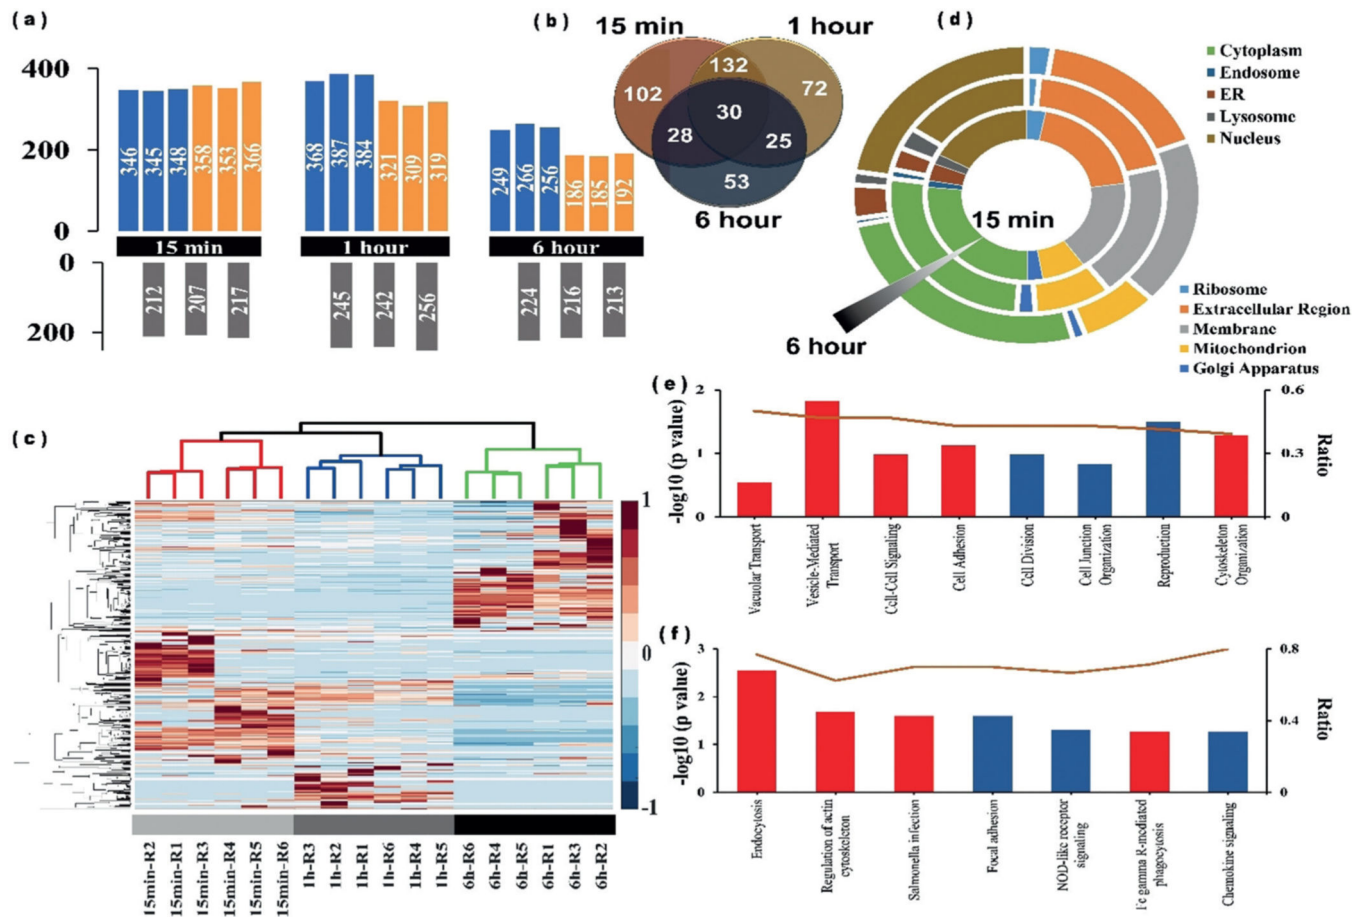 ( a )
400
200
0
346
345
348
358
353
366
368
387
384
321
309
319
249
266
256
186
185
192
15 min
1 hour
6 hour
0
200
212
207
217
245
242
256
224
216
213
( b )
15 min
1 hour
102
132
72
30
28
25
53
6 hour
( d )
15 min
6 hour
Cytoplasm
Endosome
ER
Lysosome
Nucleus
Ribosome
Extracellular Region
Membrane
Mitochondrion
Golgi Apparatus
( c )
1
0
-1
15min-R2
15min-R1
15min-R3
15min-R4
15min-R5
15min-R6
1h-R3
1h-R2
1h-R1
1h-R6
1h-R4
1h-R5
6h-R6
6h-R4
6h-R5
6h-R1
6h-R3
6h-R2
( e )
-log10 (p value)
2
1
0
0.6
0.3
0
Ratio
Vacuolar Transport
Vesicle-Mediated
Transport
Cell-Cell Signaling
Cell Adhesion
Cell Division
Cell Junction
Organization
Reproduction
Cytoskeleton
Organization
( f )
-log10 (p value)
3
2
1
0
0.8
0.4
0
Ratio
Endocytosis
Regulation of actin
cytoskeleton
Salmonella infection
Focal adhesion
NOD-like receptor
signaling
Fc gamma R-mediated
phagocytosis
Chemokine signaling